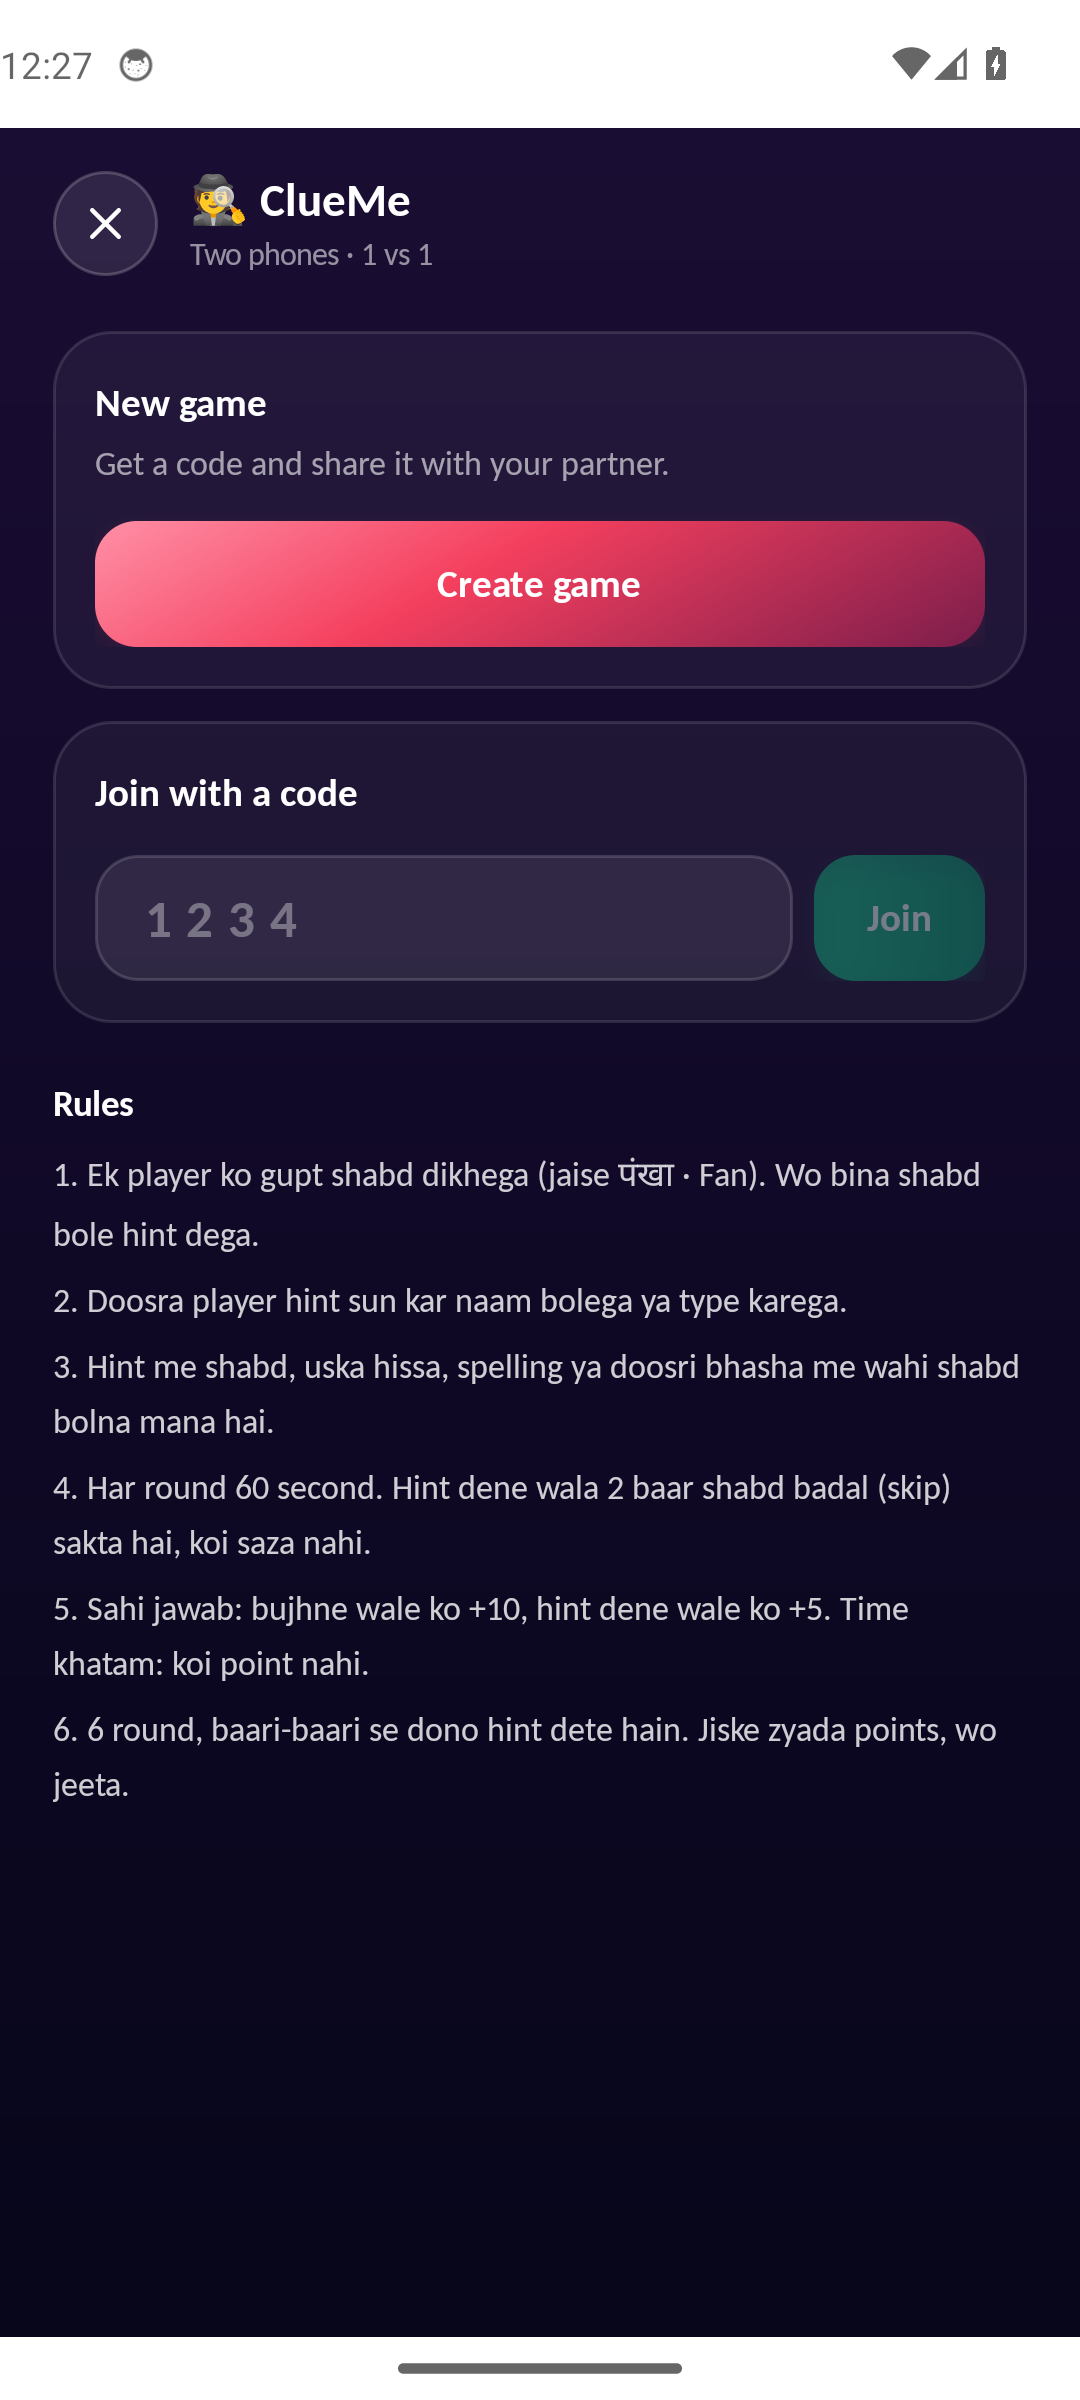 12:27
ClueMe
Two phones · 1 vs 1
New game
Get a code and share it with your partner.
Create game
Join with a code
1 2 3 4
Join
Rules
1. Ek player ko gupt shabd dikhega (jaise पंखा · Fan). Wo bina shabd
bole hint dega.
2. Doosra player hint sun kar naam bolega ya type karega.
3. Hint me shabd, uska hissa, spelling ya doosri bhasha me wahi shabd
bolna mana hai.
4. Har round 60 second. Hint dene wala 2 baar shabd badal (skip)
sakta hai, koi saza nahi.
5. Sahi jawab: bujhne wale ko +10, hint dene wale ko +5. Time
khatam: koi point nahi.
6. 6 round, baari-baari se dono hint dete hain. Jiske zyada points, wo
jeeta.